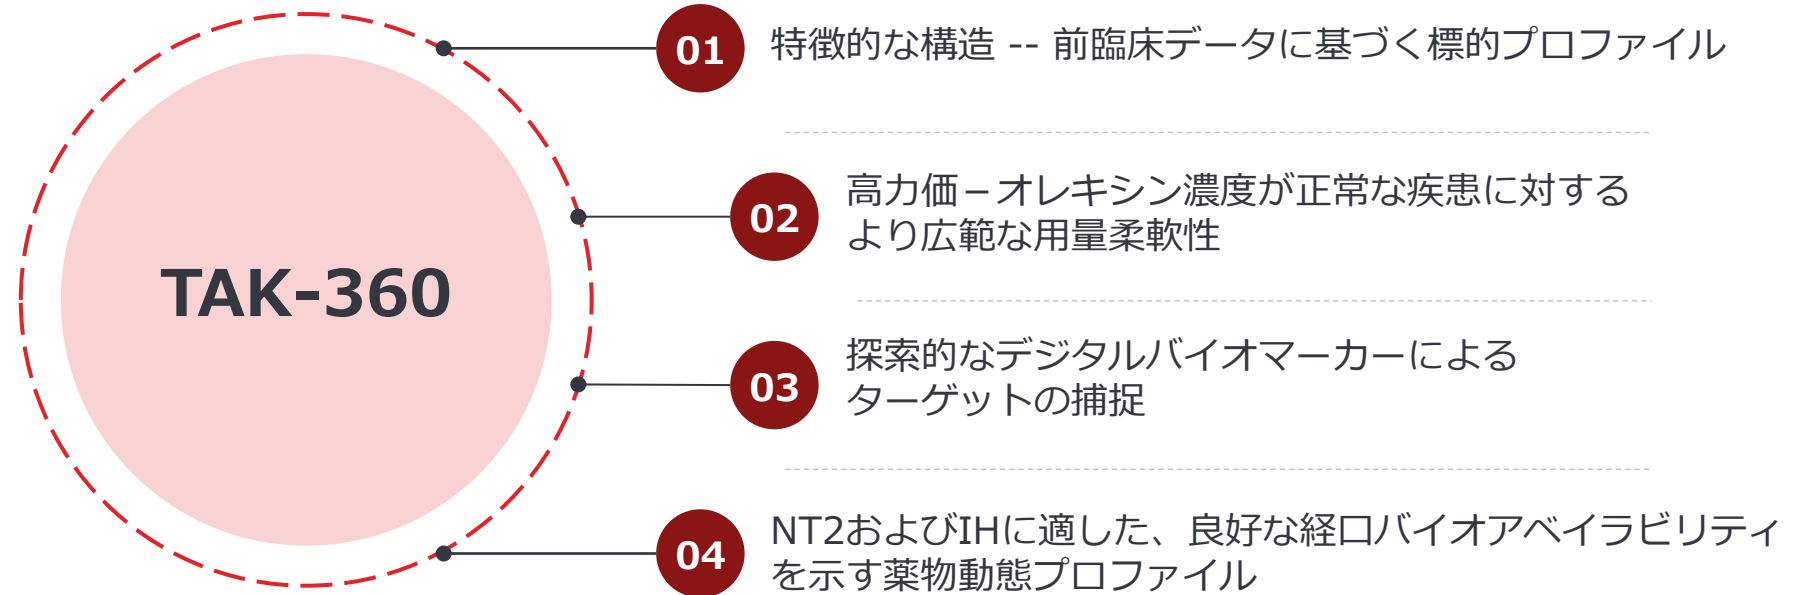 TAK-360
01
特徴的な構造 -- 前臨床データに基づく標的プロファイル
02
高力価 – オレキシン濃度が正常な疾患に対する
より広範な用量柔軟性
03
探索的なデジタルバイオマーカーによる
ターゲットの捕捉
04
NT2およびIHに適した、良好な経口バイオアベイラビリティ
を示す薬物動態プロファイル